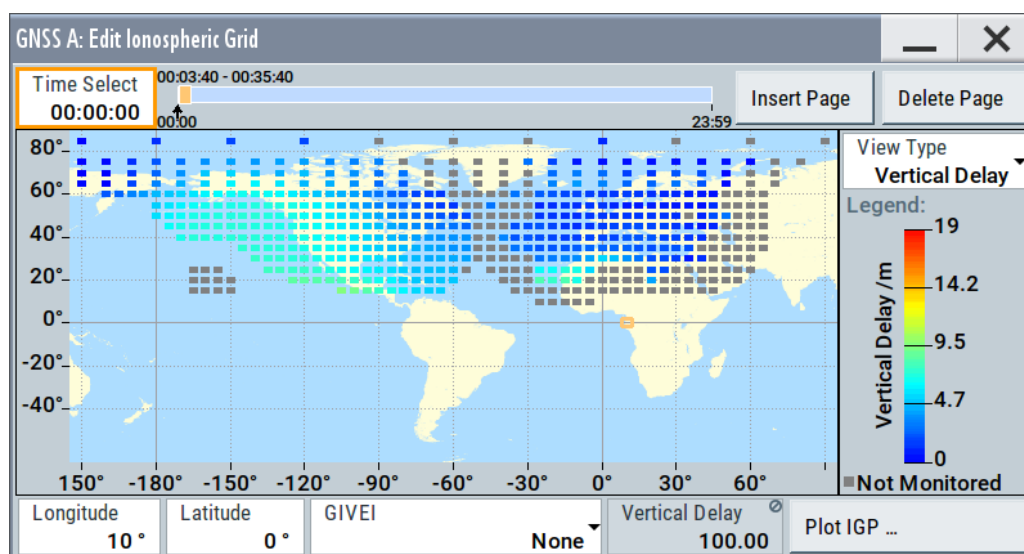 GNSS A: Edit Ionospheric Grid
Time Select
00:00:00
00:03:40 - 00:35:40
00:00
23:59
Insert Page
Delete Page
80°
60°
40°
20°
0°
-20°
-40°
150° -180° -150° -120° -90° -60° -30° 0° 30° 60°
View Type
Vertical Delay
Legend:
Vertical Delay /m
19
14.2
9.5
4.7
0
Not Monitored
Longitude
10 °
Latitude
0 °
GIVEI
None
Vertical Delay
100.00
Plot IGP ...